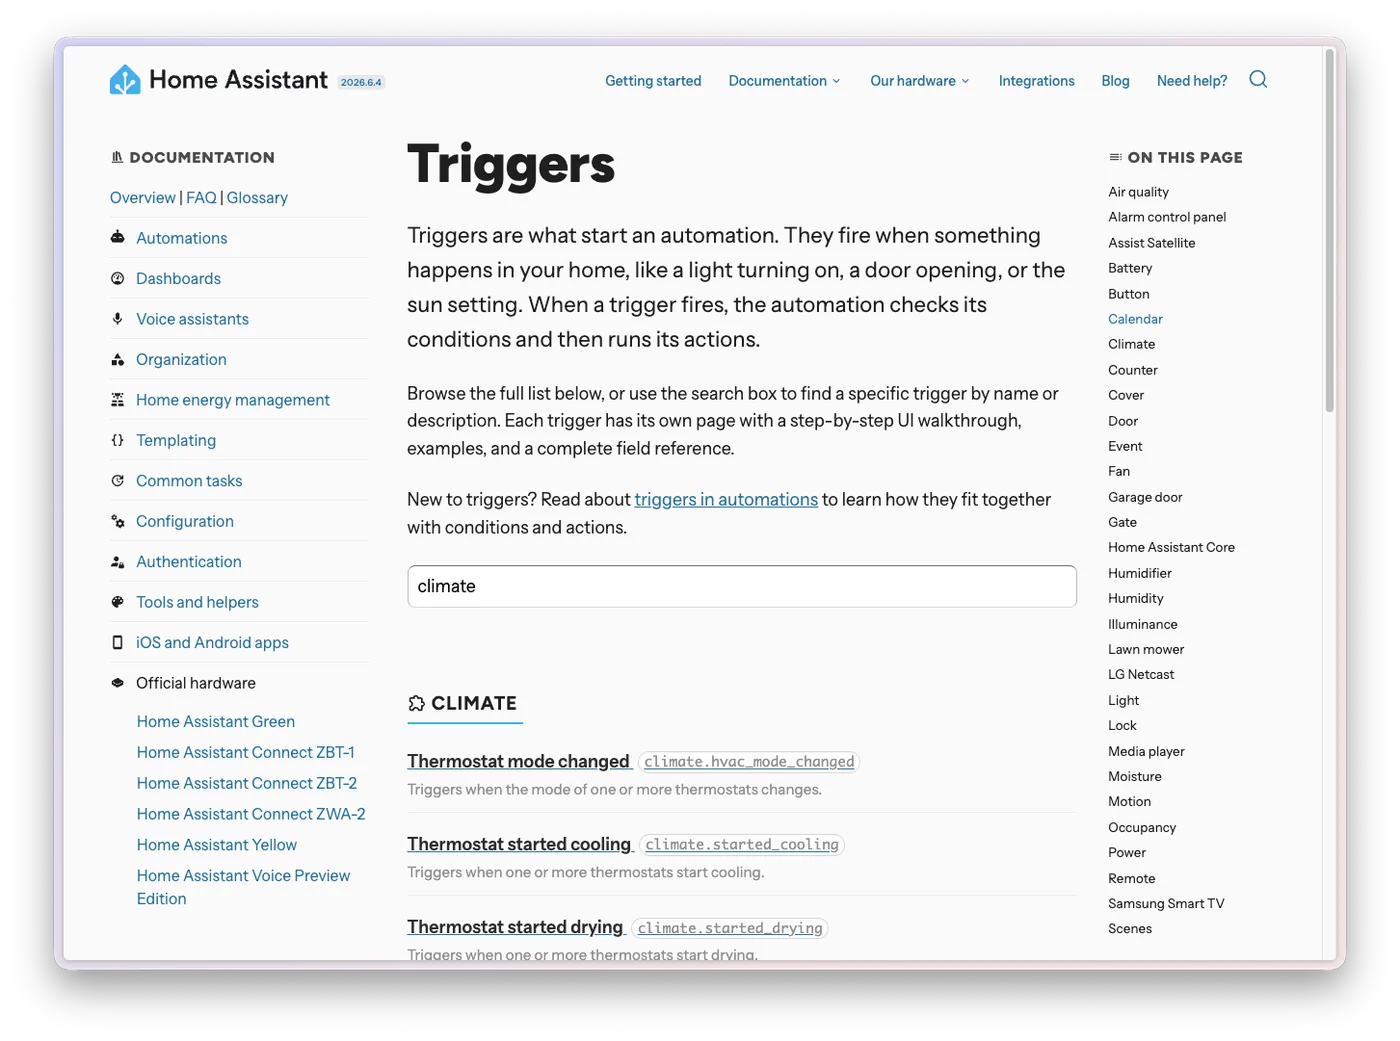 Home Assistant 2026.6.4
Getting started
Documentation
Our hardware
Integrations
Blog
Need help?
DOCUMENTATION
Overview | FAQ | Glossary
Automations
Dashboards
Voice assistants
Organization
Home energy management
Templating
Common tasks
Configuration
Authentication
Tools and helpers
iOS and Android apps
Official hardware
Home Assistant Green
Home Assistant Connect ZBT-1
Home Assistant Connect ZBT-2
Home Assistant Connect ZWA-2
Home Assistant Yellow
Home Assistant Voice Preview
Edition
Triggers
Triggers are what start an automation. They fire when something
happens in your home, like a light turning on, a door opening, or the
sun setting. When a trigger fires, the automation checks its
conditions and then runs its actions.
Browse the full list below, or use the search box to find a specific trigger by name or
description. Each trigger has its own page with a step-by-step UI walkthrough,
examples, and a complete field reference.
New to triggers? Read about triggers in automations to learn how they fit together
with conditions and actions.
climate
CLIMATE
Thermostat mode changed climate.hvac_mode_changed
Triggers when the mode of one or more thermostats changes.
Thermostat started cooling climate.started_cooling
Triggers when one or more thermostats start cooling.
Thermostat started drying climate.started_drying
Triggers when one or more thermostats start drying.
ON THIS PAGE
Air quality
Alarm control panel
Assist Satellite
Battery
Button
Calendar
Climate
Counter
Cover
Door
Event
Fan
Garage door
Gate
Home Assistant Core
Humidifier
Humidity
Illuminance
Lawn mower
LG Netcast
Light
Lock
Media player
Moisture
Motion
Occupancy
Power
Remote
Samsung Smart TV
Scenes